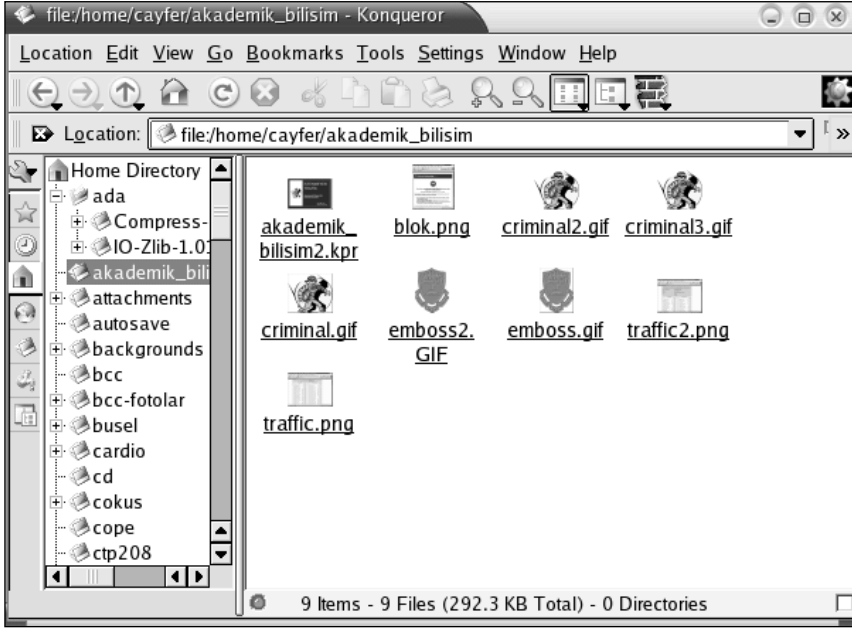 file:/home/cayfer/akademik_bilisim - Konqueror
Location Edit View Go Bookmarks Tools Settings Window Help
Location: file:/home/cayfer/akademik_bilisim
Home Directory
ada
Compress-
IO-Zlib-1.01
akademik_bili
attachments
autosave
backgrounds
bcc
bcc-fotolar
busel
cardio
cd
cokus
cope
ctp208
akademik_
bilisim2.kpr
blok.png
criminal2.gif
criminal3.gif
criminal.gif
emboss2.
GIF
emboss.gif
traffic2.png
traffic.png
9 Items - 9 Files (292.3 KB Total) - 0 Directories